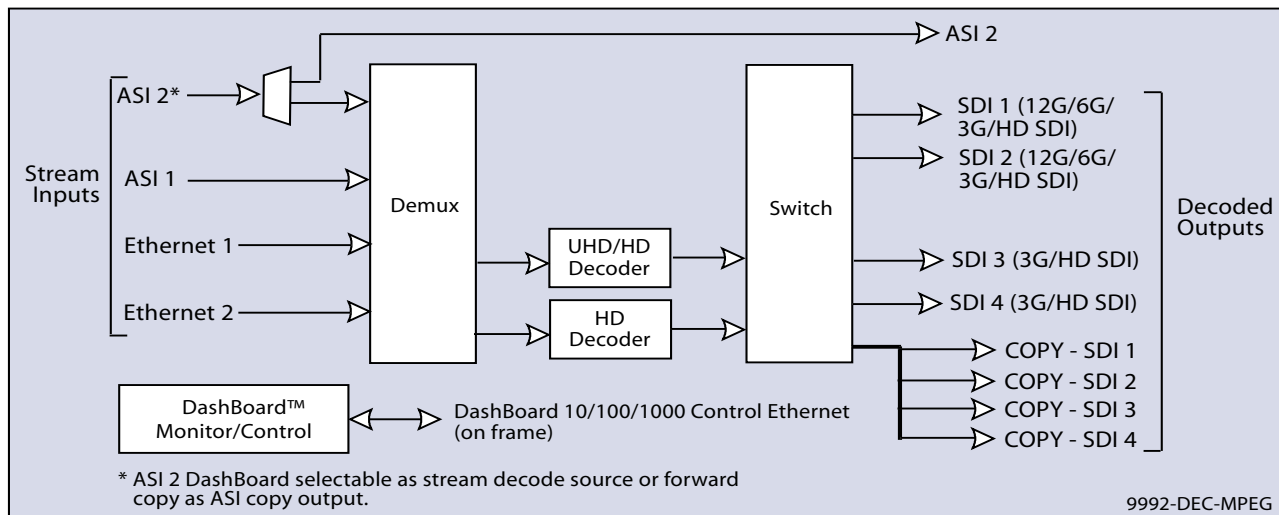 ASI 2
ASI 2*
Stream
Inputs
ASI 1
Ethernet 1
Ethernet 2
Demux
UHD/HD
Decoder
HD
Decoder
Switch
SDI 1 (12G/6G/
3G/HD SDI)
SDI 2 (12G/6G/
3G/HD SDI)
SDI 3 (3G/HD SDI)
SDI 4 (3G/HD SDI)
COPY - SDI 1
COPY - SDI 2
COPY - SDI 3
COPY - SDI 4
Decoded
Outputs
DashBoard™
Monitor/Control
DashBoard 10/100/1000 Control Ethernet
(on frame)
* ASI 2 DashBoard selectable as stream decode source or forward
copy as ASI copy output.
9992-DEC-MPEG